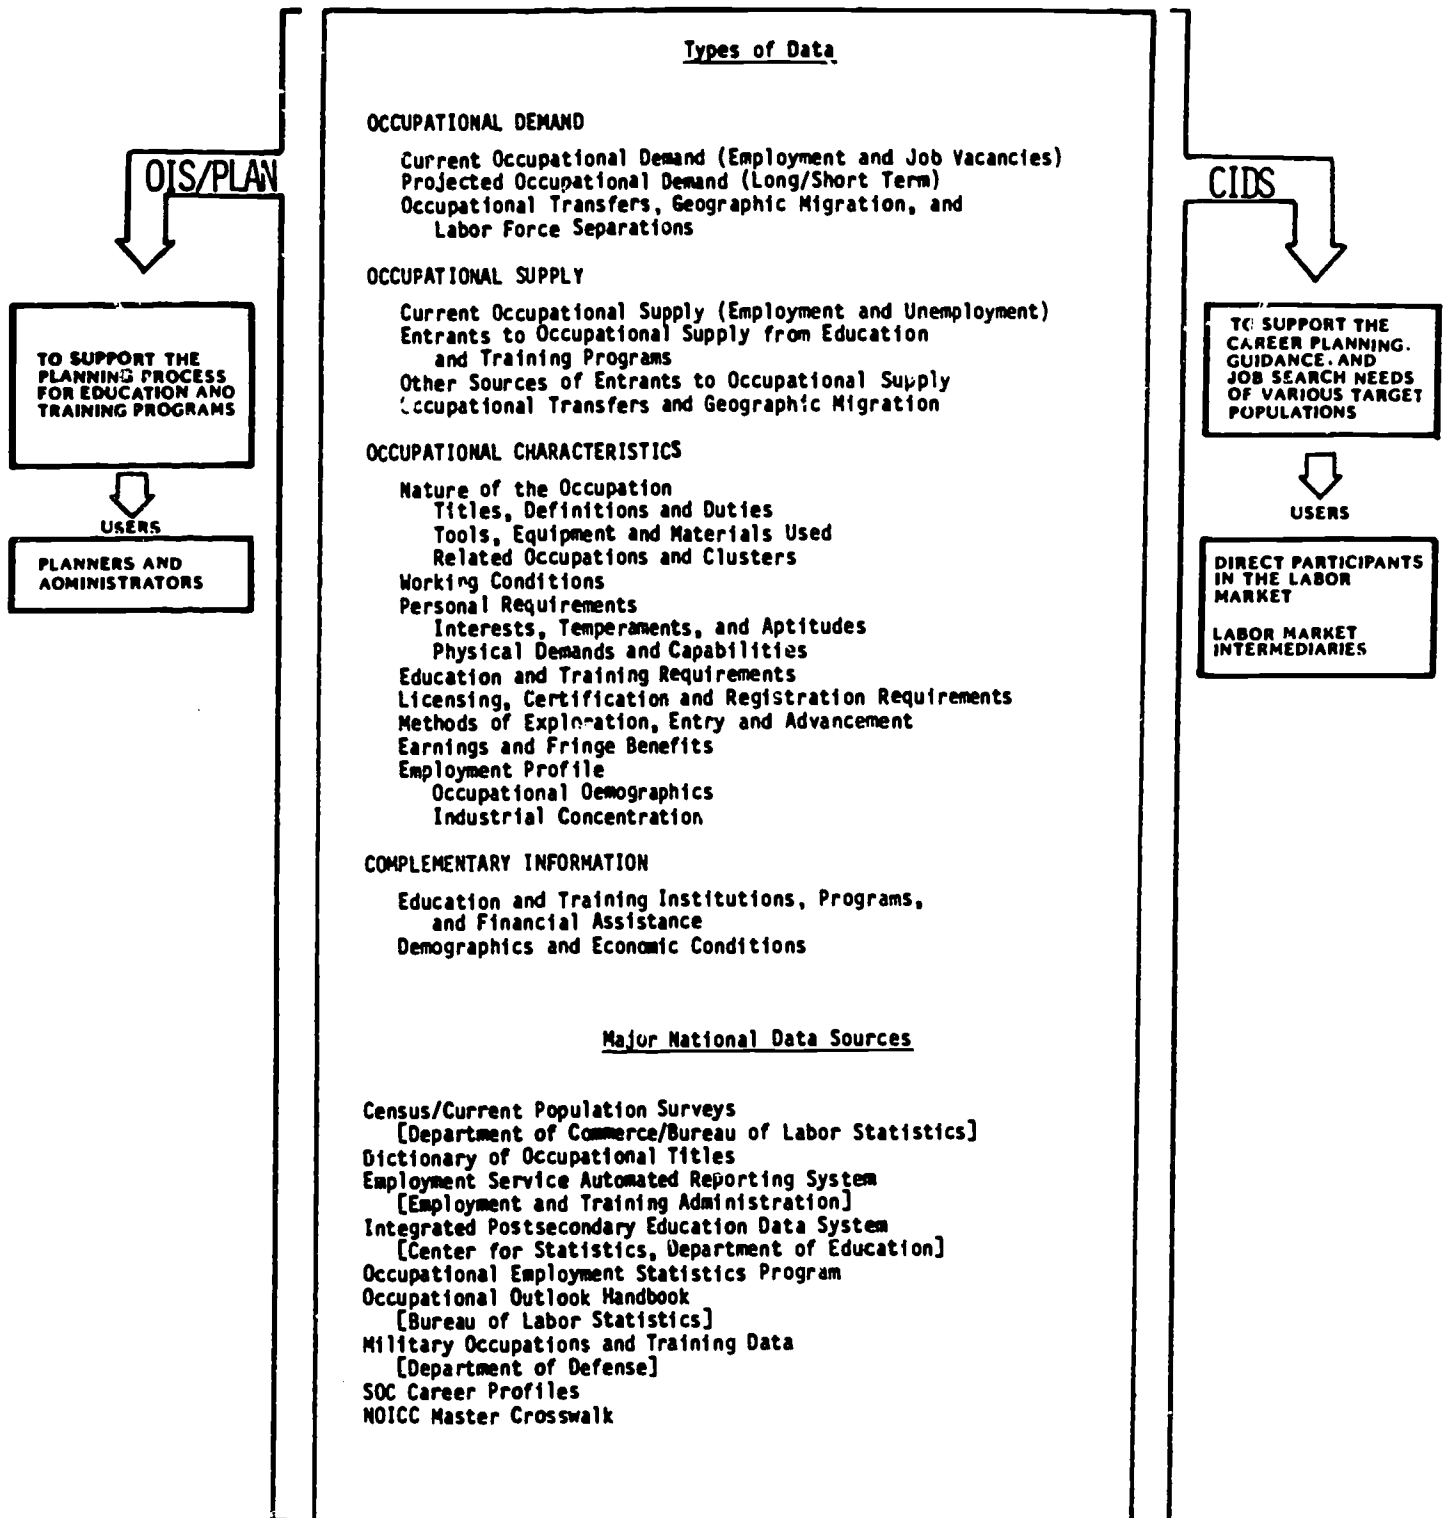 Types of Data
OCCUPATIONAL DEMAND
Current Occupational Demand (Employment and Job Vacancies)
Projected Occupational Demand (Long/Short Term)
Occupational Transfers, Geographic Migration, and
Labor Force Separations
OCCUPATIONAL SUPPLY
Current Occupational Supply (Employment and Unemployment)
Entrants to Occupational Supply from Education
and Training Programs
Other Sources of Entrants to Occupational Supply
Occupational Transfers and Geographic Migration
OCCUPATIONAL CHARACTERISTICS
Nature of the Occupation
Titles, Definitions and Duties
Tools, Equipment and Materials Used
Related Occupations and Clusters
Working Conditions
Personal Requirements
Interests, Temperaments, and Aptitudes
Physical Demands and Capabilities
Education and Training Requirements
Licensing, Certification and Registration Requirements
Methods of Exploration, Entry and Advancement
Earnings and Fringe Benefits
Employment Profile
Occupational Demographics
Industrial Concentration
COMPLEMENTARY INFORMATION
Education and Training Institutions, Programs,
and Financial Assistance
Demographics and Economic Conditions
Major National Data Sources
Census/Current Population Surveys
[Department of Commerce/Bureau of Labor Statistics]
Dictionary of Occupational Titles
Employment Service Automated Reporting System
[Employment and Training Administration]
Integrated Postsecondary Education Data System
[Center for Statistics, Department of Education]
Occupational Employment Statistics Program
Occupational Outlook Handbook
[Bureau of Labor Statistics]
Military Occupations and Training Data
[Department of Defense]
SOC Career Profiles
NOICC Master Crosswalk
OIS/PLAN
TO SUPPORT THE
PLANNING PROCESS
FOR EDUCATION AND
TRAINING PROGRAMS
USERS
PLANNERS AND
ADMINISTRATORS
CIDS
TO SUPPORT THE
CAREER PLANNING,
GUIDANCE, AND
JOB SEARCH NEEDS
OF VARIOUS TARGET
POPULATIONS
USERS
DIRECT PARTICIPANTS
IN THE LABOR
MARKET
LABOR MARKET
INTERMEDIARIES